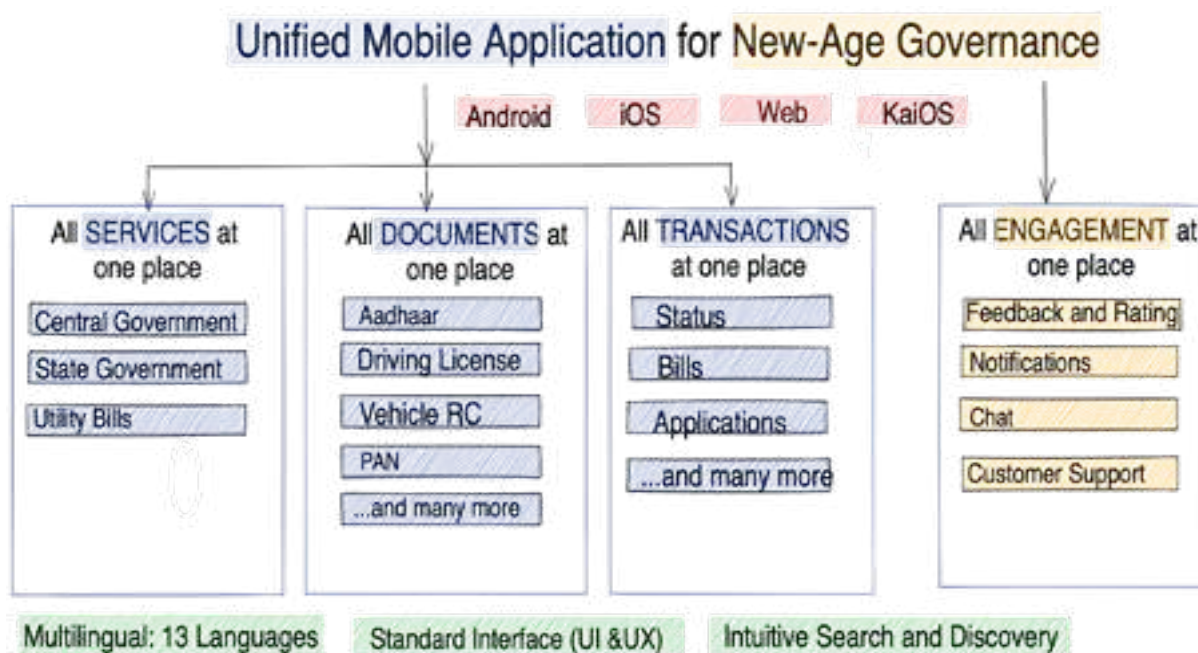 Unified Mobile Application for New-Age Governance
Android iOS Web KaiOS
All SERVICES at
one place
Central Government
State Government
Utility Bills
All DOCUMENTS at
one place
Aadhaar
Driving License
Vehicle RC
PAN
...and many more
All TRANSACTIONS
at one place
Status
Bills
Applications
...and many more
All ENGAGEMENT at
one place
Feedback and Rating
Notifications
Chat
Customer Support
Multilingual: 13 Languages
Standard Interface (UI &UX)
Intuitive Search and Discovery